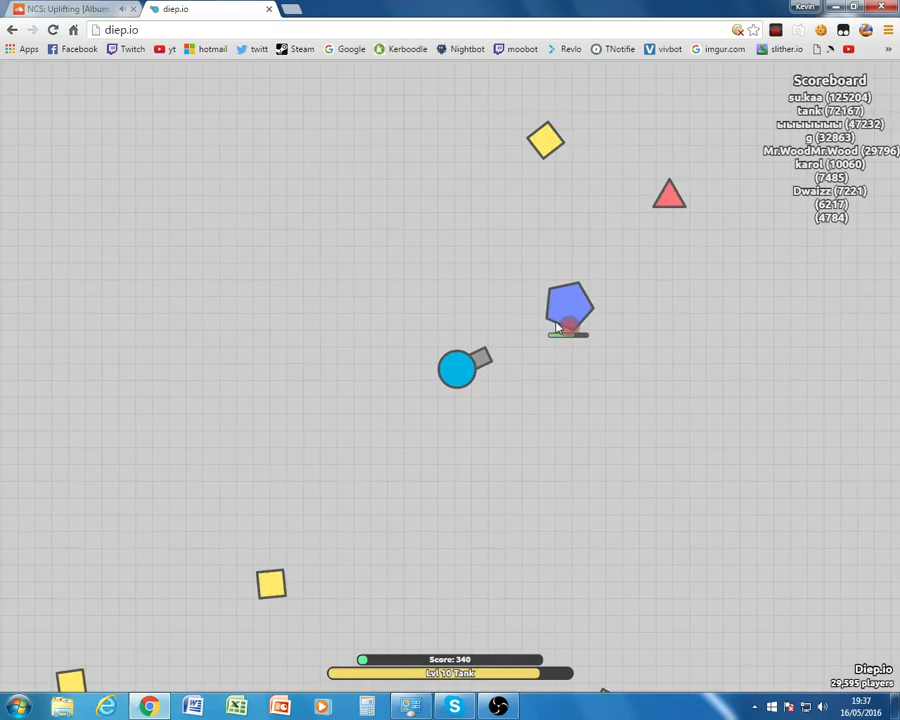 NCS: Uplifting [Album
diep.io
Kevin
diep.io
Apps
Facebook
Twitch
yt
hotmail
twitt
Steam
Google
Kerboodle
Nightbot
moobot
Revlo
TNotife
vivbot
imgur.com
slither.io
Scoreboard
su.kaa (125204)
tank (72167)
ыыыыыы (47232)
g (32863)
Mr.WoodMr.Wood (29796)
karol (10060)
(7485)
Dwaizz (7221)
(6217)
(4784)
Score: 340
Lvl 10 Tank
Diep.io
29,595 players
19:37
16/05/2016